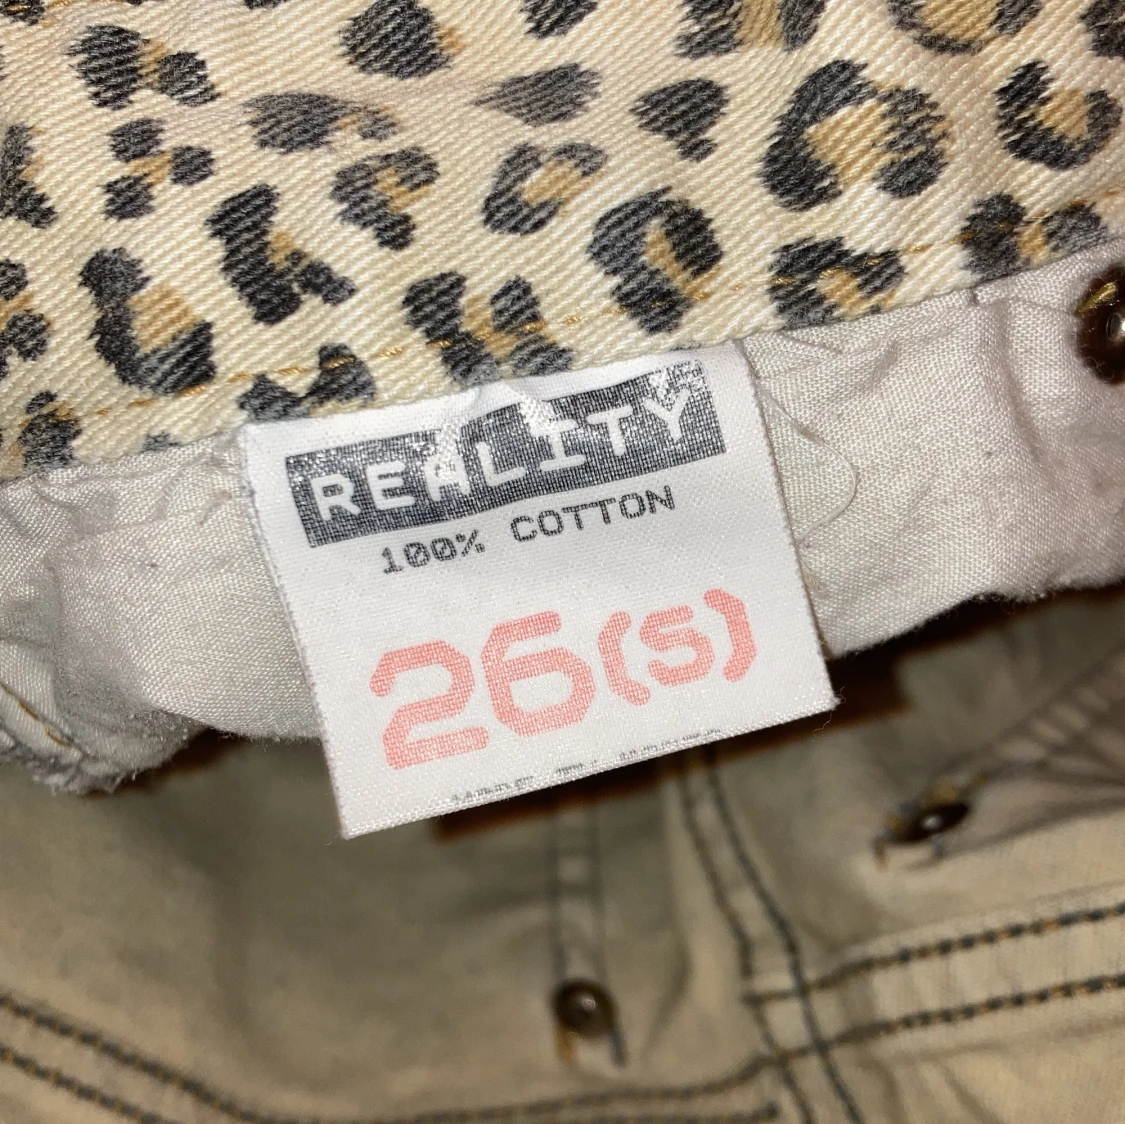 REALITY
100% COTTON
26(S)